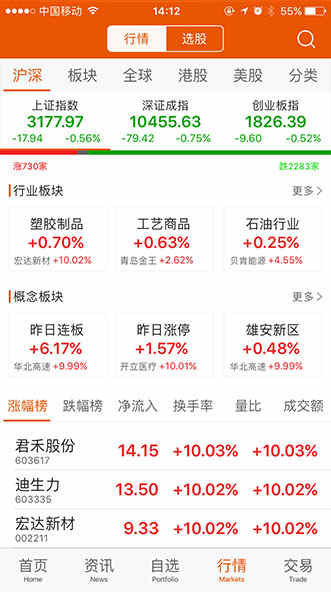 中国移动 14:12 55%
行情 选股
沪深 板块 全球 港股 美股 分类
上证指数 深证成指 创业板指
3177.97 10455.63 1826.39
-17.94 -0.56% -79.42 -0.75% -9.60 -0.52%
涨730家 跌2283家
行业板块 更多
塑胶制品 工艺商品 石油行业
+0.70% +0.63% +0.25%
宏达新材 +10.02% 青岛金王 +2.62% 贝肯能源 +4.55%
概念板块 更多
昨日连板 昨日涨停 雄安新区
+6.17% +1.57% +0.48%
华北高速 +9.99% 开立医疗 +10.01% 华北高速 +9.99%
涨幅榜 跌幅榜 净流入 换手率 量比 成交额
君禾股份 14.15 +10.03% +10.03%
603617
迪生力 13.50 +10.02% +10.02%
603335
宏达新材 9.33 +10.02% +10.02%
002211
首页 资讯 自选 行情 交易
Home News Portfolio Markets Trade